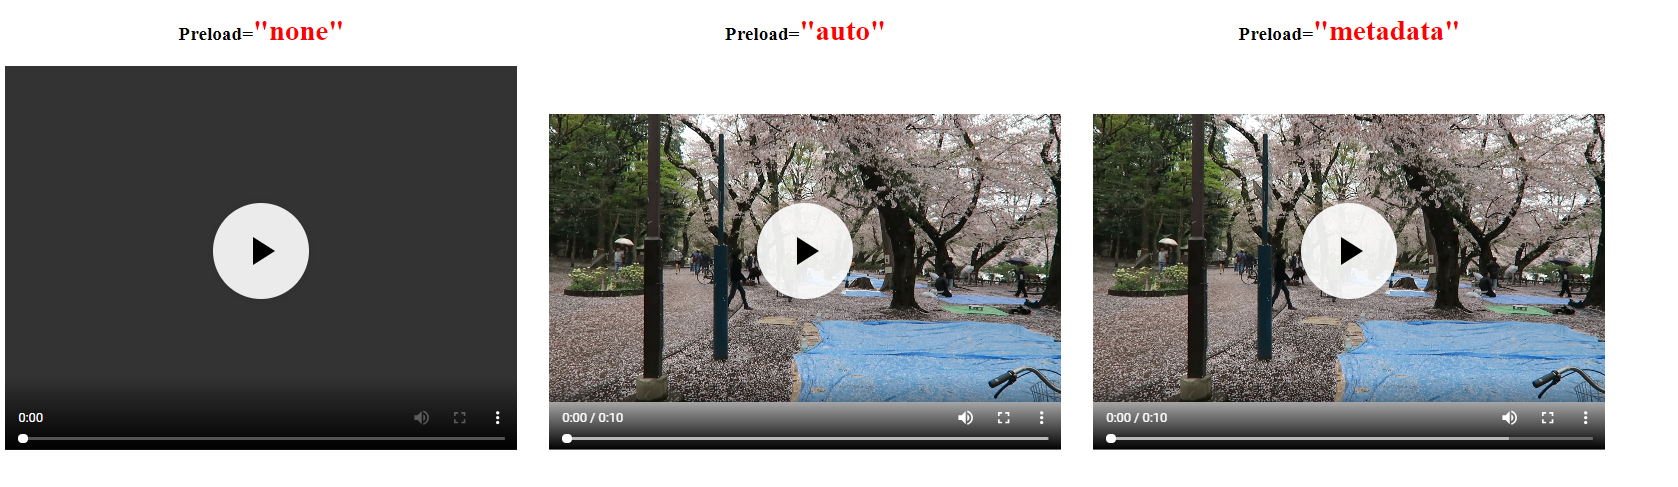 Preload="none"
Preload="auto"
Preload="metadata"
0:00
0:00 / 0:10
0:00 / 0:10